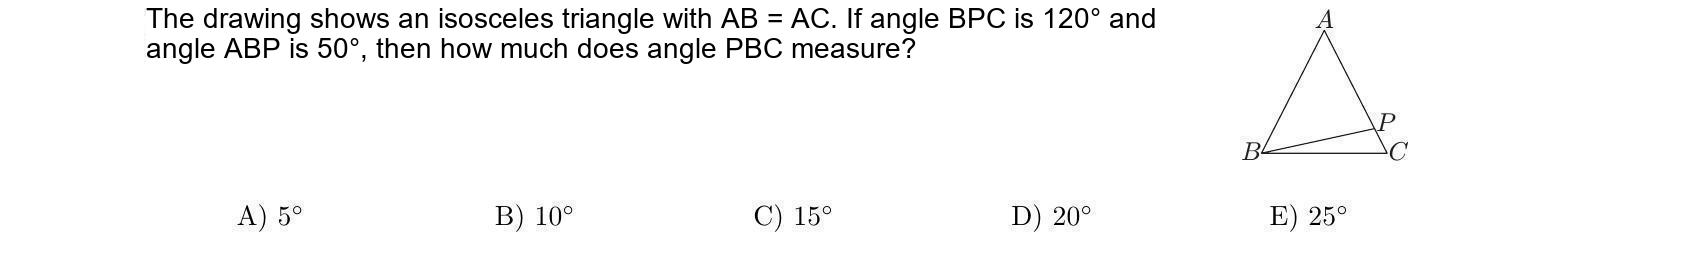 The drawing shows an isosceles triangle with AB = AC. If angle BPC is 120° and
angle ABP is 50°, then how much does angle PBC measure?
A
P
B
C
A) 5°
B) 10°
C) 15°
D) 20°
E) 25°